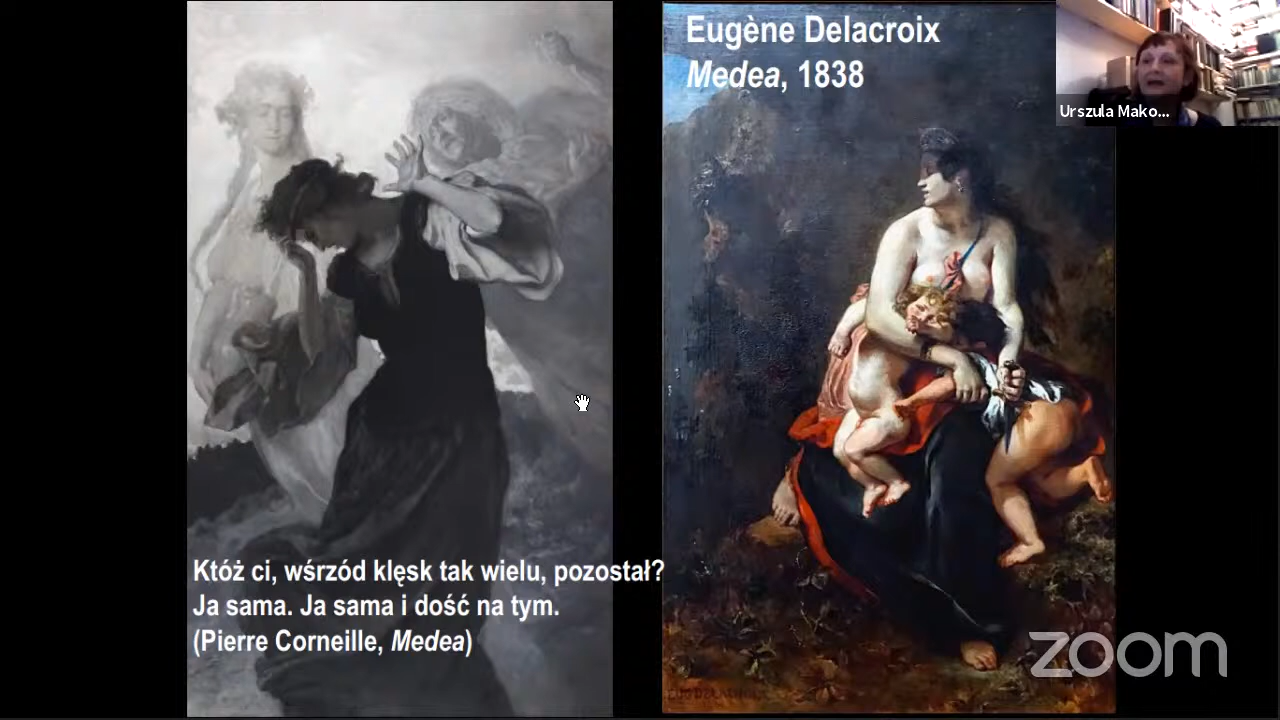 Eugène Delacroix
Medea, 1838
Urszula Mako...
Któż ci, wśrzód klęsk tak wielu, pozostał?
Ja sama. Ja sama i dość na tym.
(Pierre Corneille, Medea)
zoom